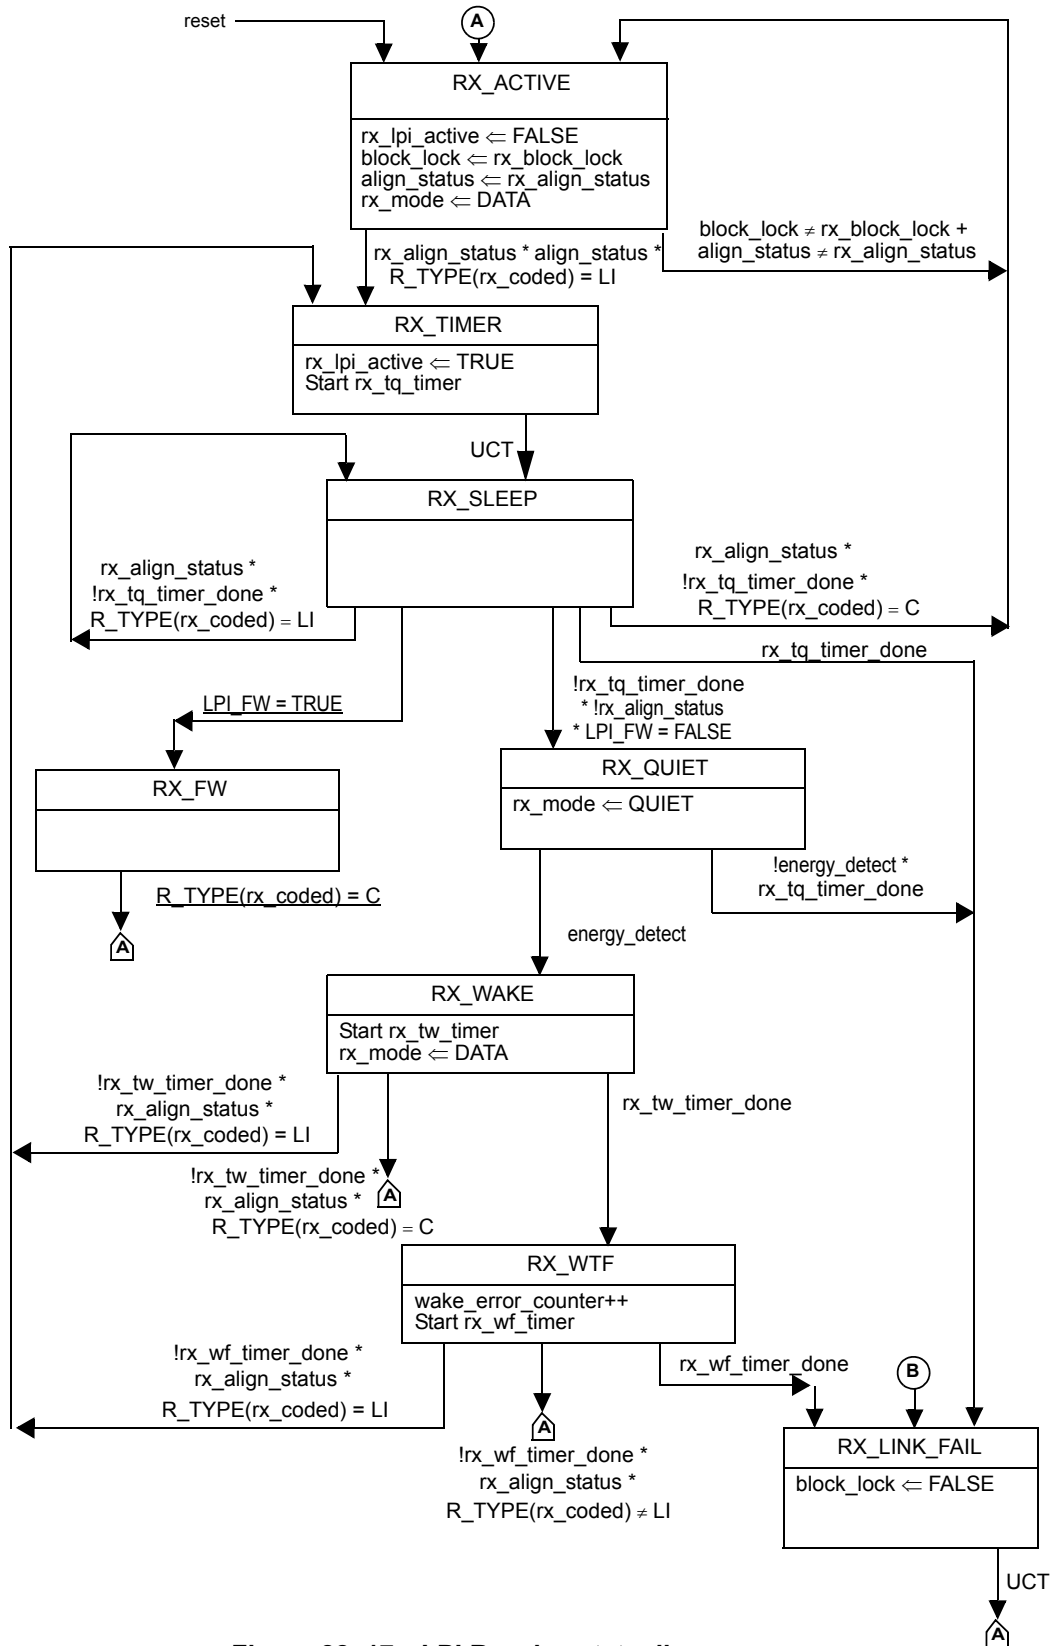 reset
A
RX_ACTIVE
rx_lpi_active ⇐ FALSE
block_lock ⇐ rx_block_lock
align_status ⇐ rx_align_status
rx_mode ⇐ DATA
block_lock ≠ rx_block_lock +
align_status ≠ rx_align_status
rx_align_status * align_status *
R_TYPE(rx_coded) = LI
RX_TIMER
rx_lpi_active ⇐ TRUE
Start rx_tq_timer
UCT
RX_SLEEP
rx_align_status *
!rx_tq_timer_done *
R_TYPE(rx_coded) = LI
rx_align_status *
!rx_tq_timer_done *
R_TYPE(rx_coded) = C
rx_tq_timer_done
LPI_FW = TRUE
!rx_tq_timer_done
* !rx_align_status
* LPI_FW = FALSE
RX_FW
RX_QUIET
rx_mode ⇐ QUIET
R_TYPE(rx_coded) = C
A
!energy_detect *
rx_tq_timer_done
energy_detect
RX_WAKE
Start rx_tw_timer
rx_mode ⇐ DATA
!rx_tw_timer_done *
rx_align_status *
R_TYPE(rx_coded) = LI
rx_tw_timer_done
!rx_tw_timer_done *
rx_align_status *
R_TYPE(rx_coded) = C
A
RX_WTF
wake_error_counter++
Start rx_wf_timer
!rx_wf_timer_done *
rx_align_status *
R_TYPE(rx_coded) = LI
rx_wf_timer_done
B
A
!rx_wf_timer_done *
rx_align_status *
R_TYPE(rx_coded) ≠ LI
RX_LINK_FAIL
block_lock ⇐ FALSE
UCT
A